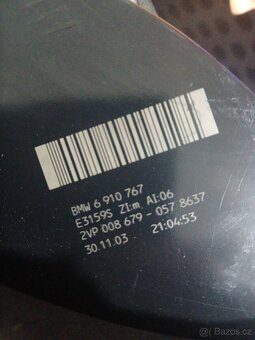 BMW 6 910 767
E3159S ZI:m AI:06
2VP 008 679 - 057 8637
30.11.03 21:04:53
sbazos.cz